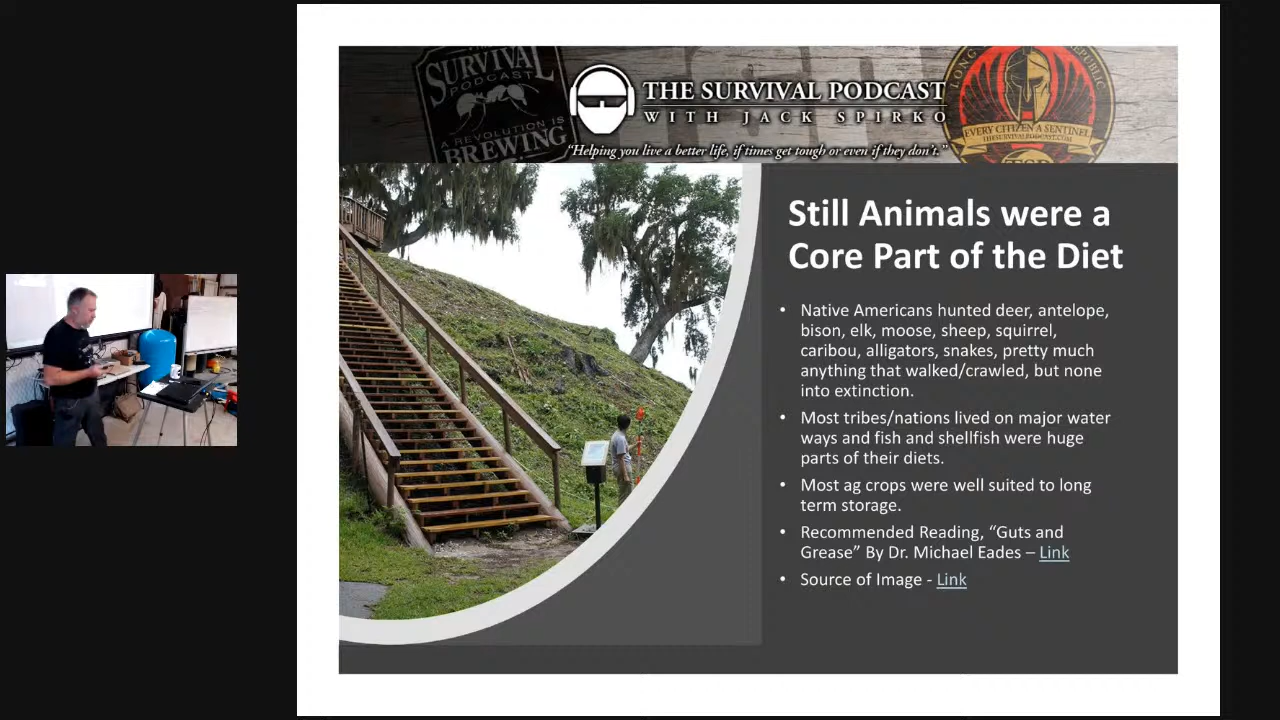 SURVIVAL
PODCAST
A REVOLUTION IS
BREWING
THE SURVIVAL PODCAST
WITH JACK SPIRKO
“Helping you live a better life, if times get tough or even if they don’t.”
EVERY CITIZEN A SENTINEL
THESURVIVALPODCAST.COM
Still Animals were a
Core Part of the Diet
• Native Americans hunted deer, antelope,
bison, elk, moose, sheep, squirrel,
caribou, alligators, snakes, pretty much
anything that walked/crawled, but none
into extinction.
• Most tribes/nations lived on major water
ways and fish and shellfish were huge
parts of their diets.
• Most ag crops were well suited to long
term storage.
• Recommended Reading, “Guts and
Grease” By Dr. Michael Eades – Link
• Source of Image - Link